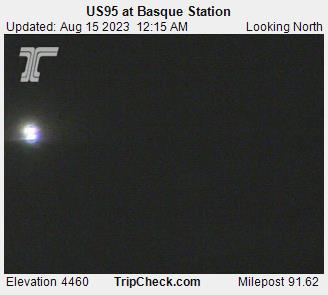 US95 at Basque Station
Updated: Aug 15 2023 12:15 AM Looking North
Elevation 4460 TripCheck.com Milepost 91.62